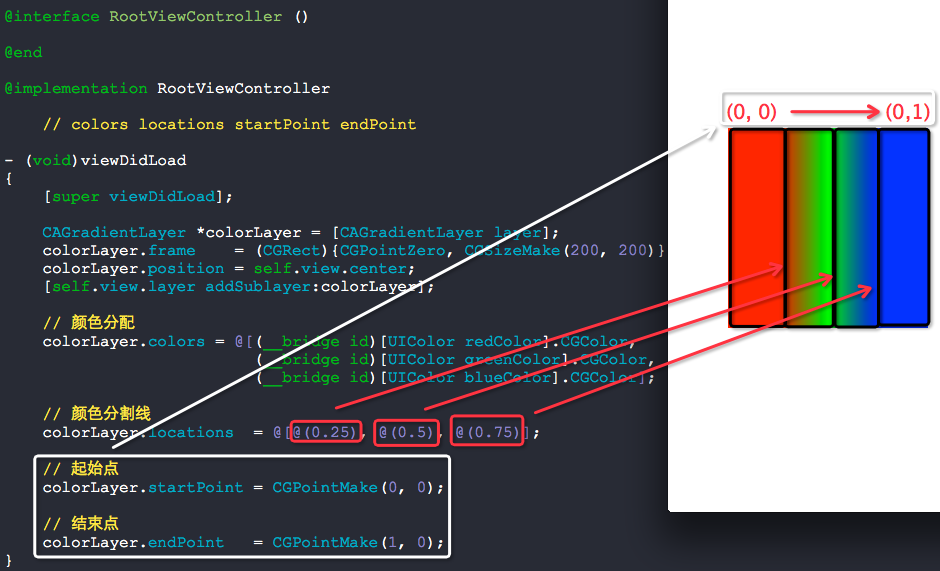 @interface RootViewController ()
@end
@implementation RootViewController
// colors locations startPoint endPoint
- (void)viewDidLoad
{
[super viewDidLoad];
CAGradientLayer *colorLayer = [CAGradientLayer layer];
colorLayer.frame    = (CGRect){CGPointZero, CGSizeMake(200, 200)}
colorLayer.position = self.view.center;
[self.view.layer addSublayer:colorLayer];
// 颜色分配
colorLayer.colors = @[(__bridge id)[UIColor redColor].CGColor,
(__bridge id)[UIColor greenColor].CGColor,
(__bridge id)[UIColor blueColor].CGColor];
// 颜色分割线
colorLayer.locations  = @[@(0.25), @(0.5), @(0.75)];
// 起始点
colorLayer.startPoint = CGPointMake(0, 0);
// 结束点
colorLayer.endPoint   = CGPointMake(1, 0);
}
(0, 0) (0,1)